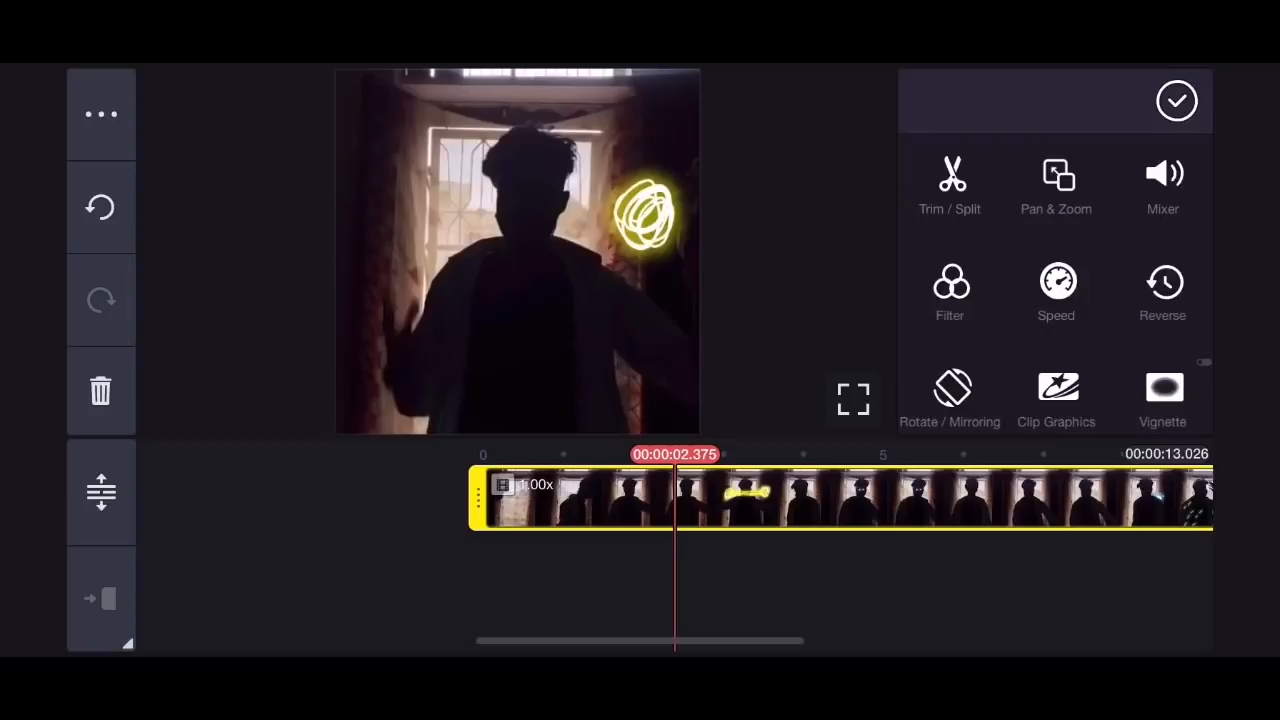 Trim / Split
Pan & Zoom
Mixer
Filter
Speed
Reverse
Rotate / Mirroring
Clip Graphics
Vignette
0
00:00:02.375
5
00:00:13.026
1.00x